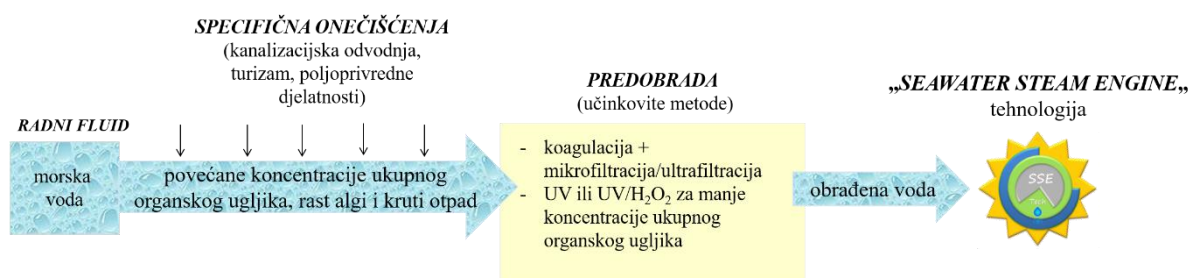 SPECIFIČNA ONEČIŠĆENJA
(kanalizacijska odvodnja,
turizam, poljoprivredne
djelatnosti)
RADNI FLUID
morska
voda
povećane koncentracije ukupnog
organskog ugljika, rast algi i kruti otpad
PREDOBRADA
(učinkovite metode)
- koagulacija +
mikrofiltracija/ultrafiltracija
- UV ili UV/H₂O₂ za manje
koncentracije ukupnog
organskog ugljika
obrađena voda
„SEAWATER STEAM ENGINE„
tehnologija
SSE
Tech